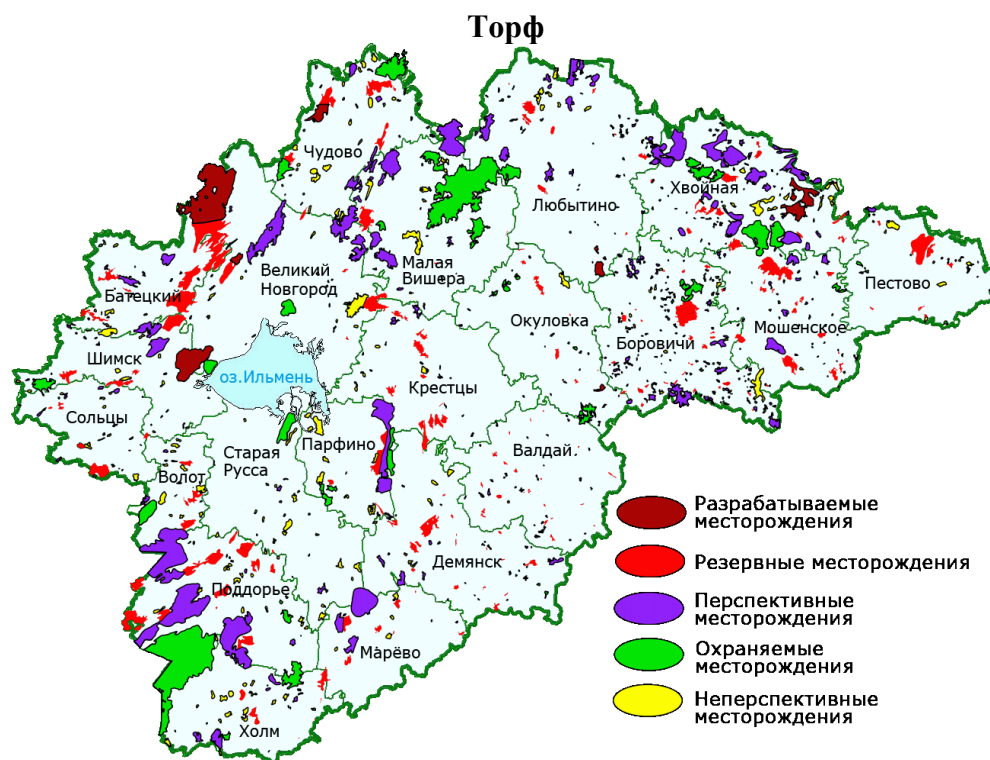 Торф
Чудово
Любытино
Хвойная
Великий
Новгород
Малая
Вишера
Батецкий
Пестово
Окуловка
Мошенское
Боровичи
Шимск
оз.Ильмень
Крестцы
Сольцы
Старая
Русса
Парфино
Валдай
Волот
Демянск
Поддорье
Марёво
Холм
Разрабатываемые
месторождения
Резервные месторождения
Перспективные
месторождения
Охраняемые
месторождения
Неперспективные
месторождения